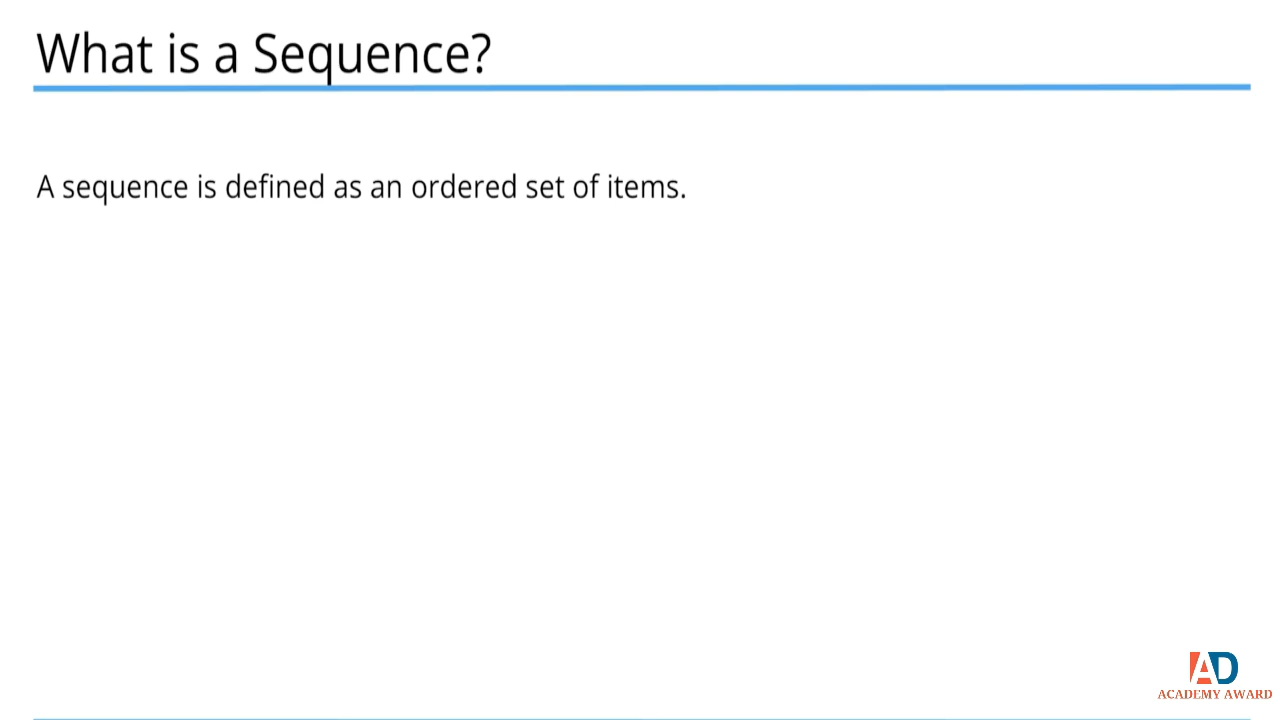 What is a Sequence?
A sequence is defined as an ordered set of items.
AD
ACADEMY AWARD